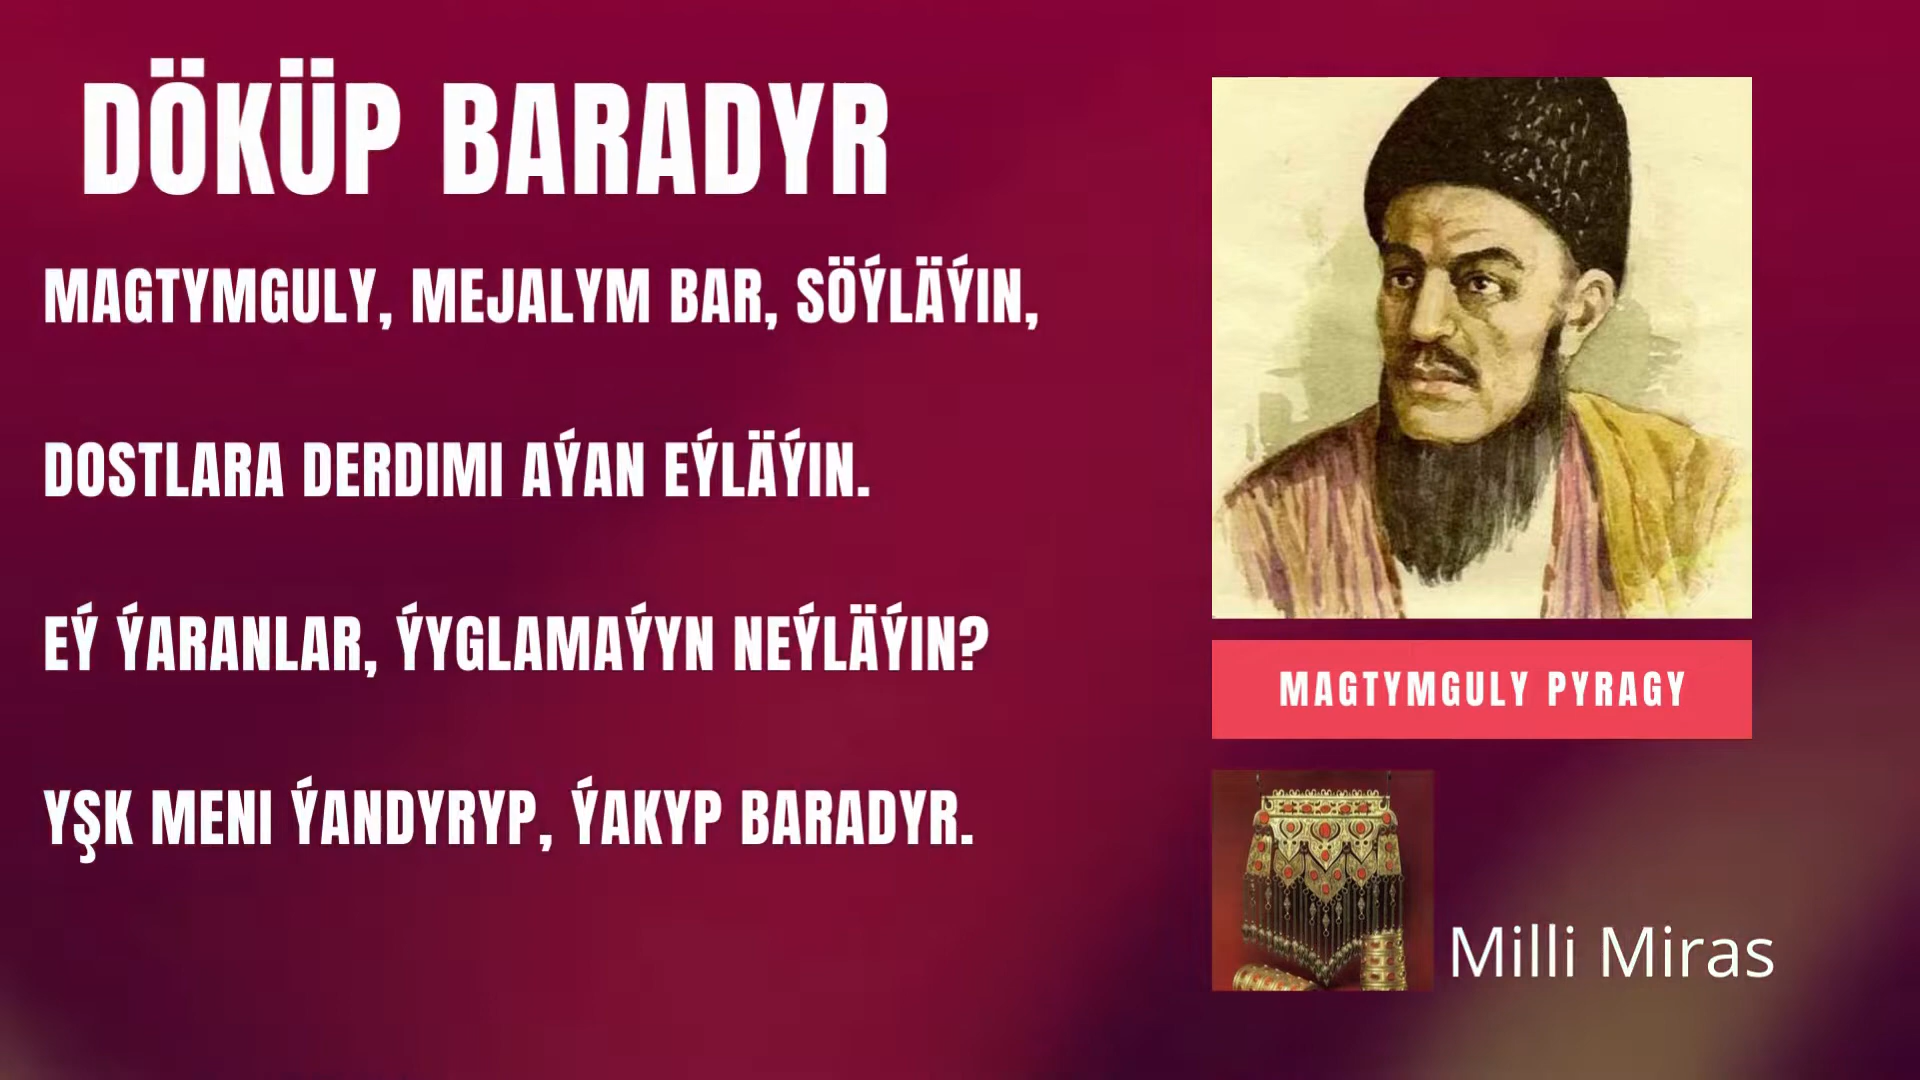 DÖKÜP BARADYR
MAGTYMGULY, MEJALYM BAR, SÖÝLÄÝIN,
DOSTLARA DERDIMI AÝAN EÝLÄÝIN.
EÝ ÝARANLAR, ÝYGLAMAÝYN NEÝLÄÝIN?
YŞK MENI ÝANDYRYP, ÝAKYP BARADYR.
MAGTYMGULY PYRAGY
Milli Miras